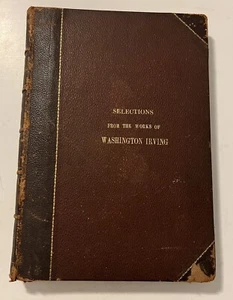 SELECTIONS
FROM THE WORKS OF
WASHINGTON IRVING